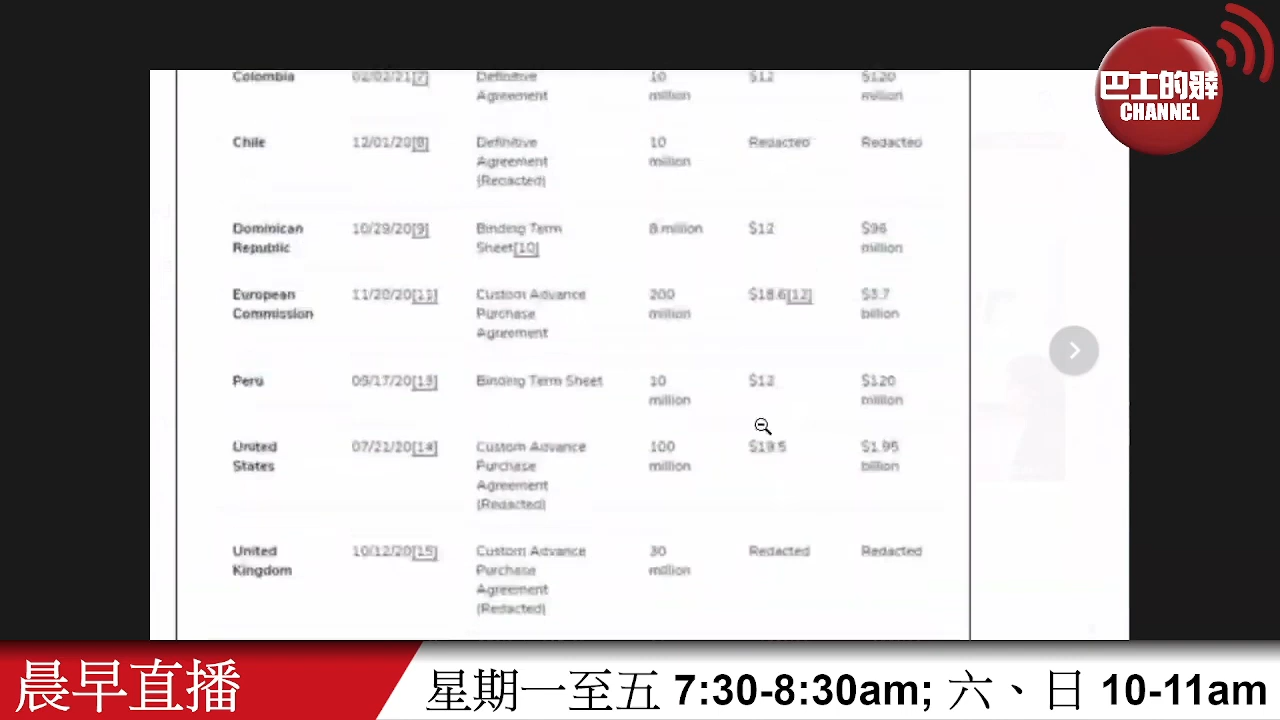 巴士的報
CHANNEL
Colombia 02/02/21[7] Definitive 10 $12 $120
Agreement million million
Chile 12/01/20[8] Definitive 10 Redacted Redacted
Agreement million
(Redacted)
Dominican 10/29/20[9] Binding Term 8 million $12 $96
Republic Sheet[10] million
European 11/20/20[11] Custom Advance 200 $18.6[12] $3.7
Commission Purchase million billion
Agreement
Peru 09/17/20[13] Binding Term Sheet 10 $12 $120
million million
United 07/21/20[14] Custom Advance 100 $19.5 $1.95
States Purchase million billion
Agreement
(Redacted)
United 10/12/20[15] Custom Advance 30 Redacted Redacted
Kingdom Purchase million
Agreement
(Redacted)
晨早直播
星期一至五 7:30-8:30am; 六、日 10-11am